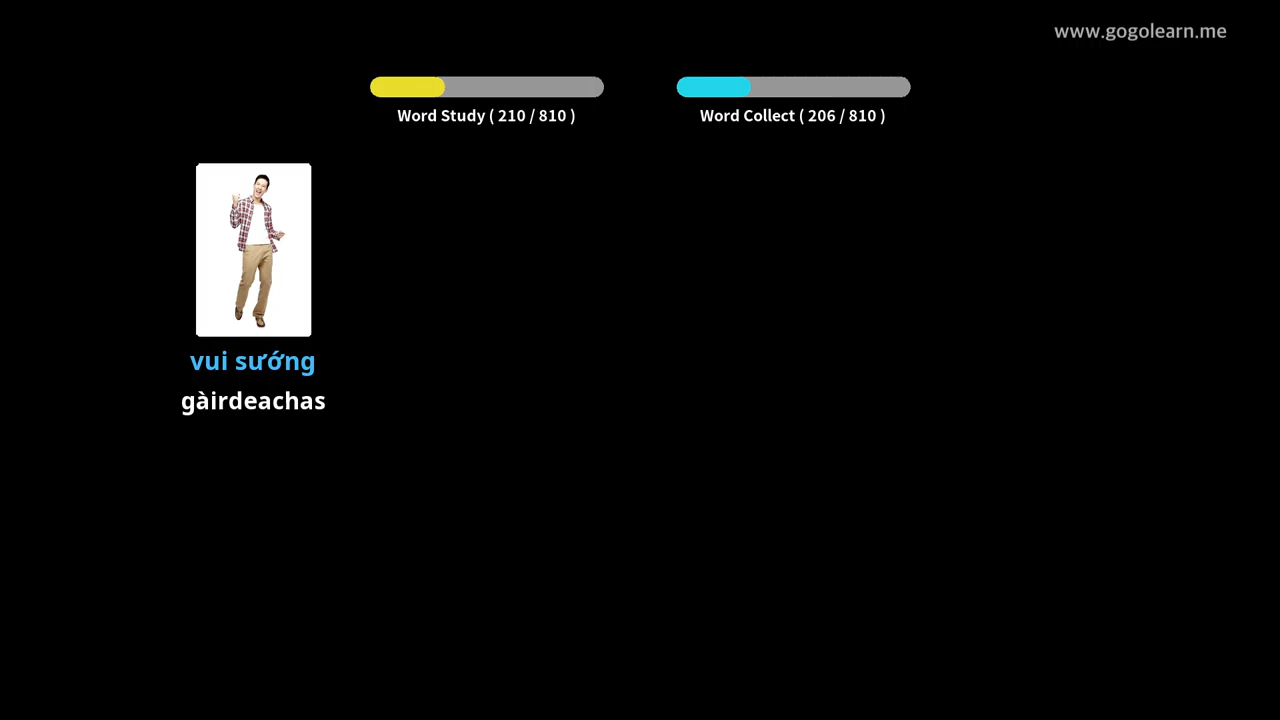 www.gogolearn.me
Word Study ( 210 / 810 )
Word Collect ( 206 / 810 )
vui sướng
gàirdeachas